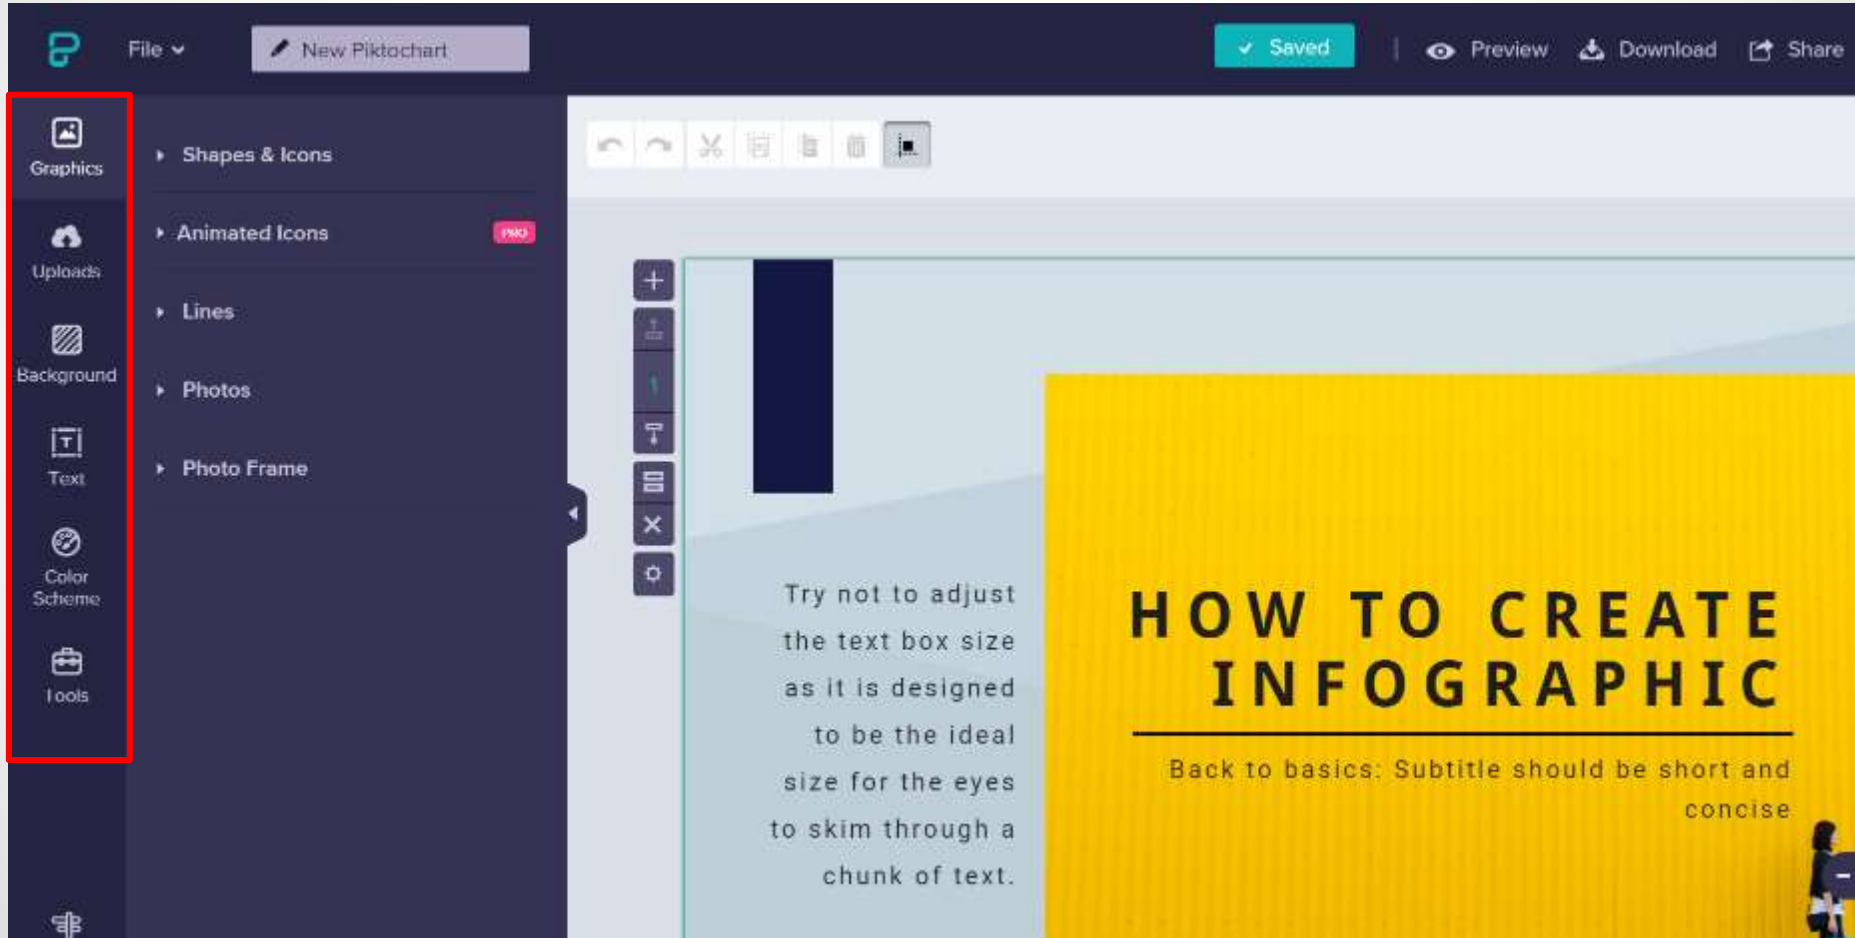 File
New Piktochart
Saved
Preview
Download
Share
Graphics
Uploads
Background
Text
Color
Scheme
Tools
Shapes & Icons
Animated Icons
PRO
Lines
Photos
Photo Frame
1
Try not to adjust
the text box size
as it is designed
to be the ideal
size for the eyes
to skim through a
chunk of text.
HOW TO CREATE
INFOGRAPHIC
Back to basics: Subtitle should be short and
concise